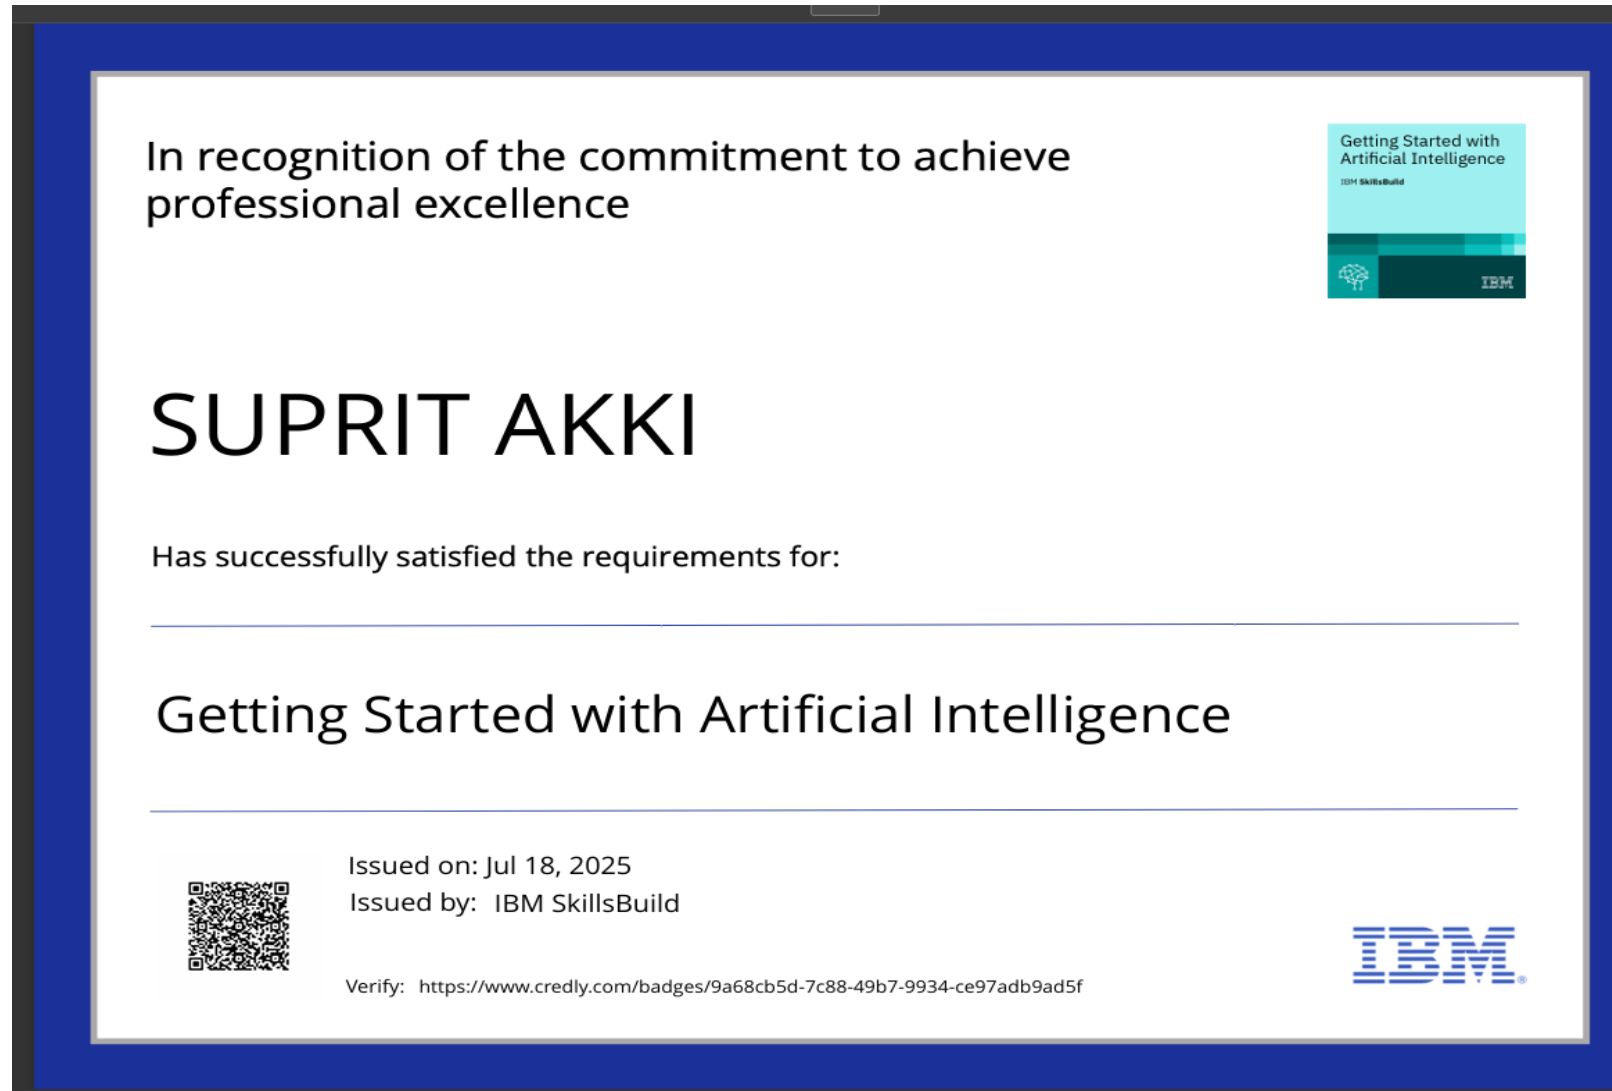 In recognition of the commitment to achieve
professional excellence
Getting Started with
Artificial Intelligence
IBM SkillsBuild
IBM
SUPRIT AKKI
Has successfully satisfied the requirements for:
Getting Started with Artificial Intelligence
Issued on: Jul 18, 2025
Issued by: IBM SkillsBuild
Verify: https://www.credly.com/badges/9a68cb5d-7c88-49b7-9934-ce97adb9ad5f
IBM®